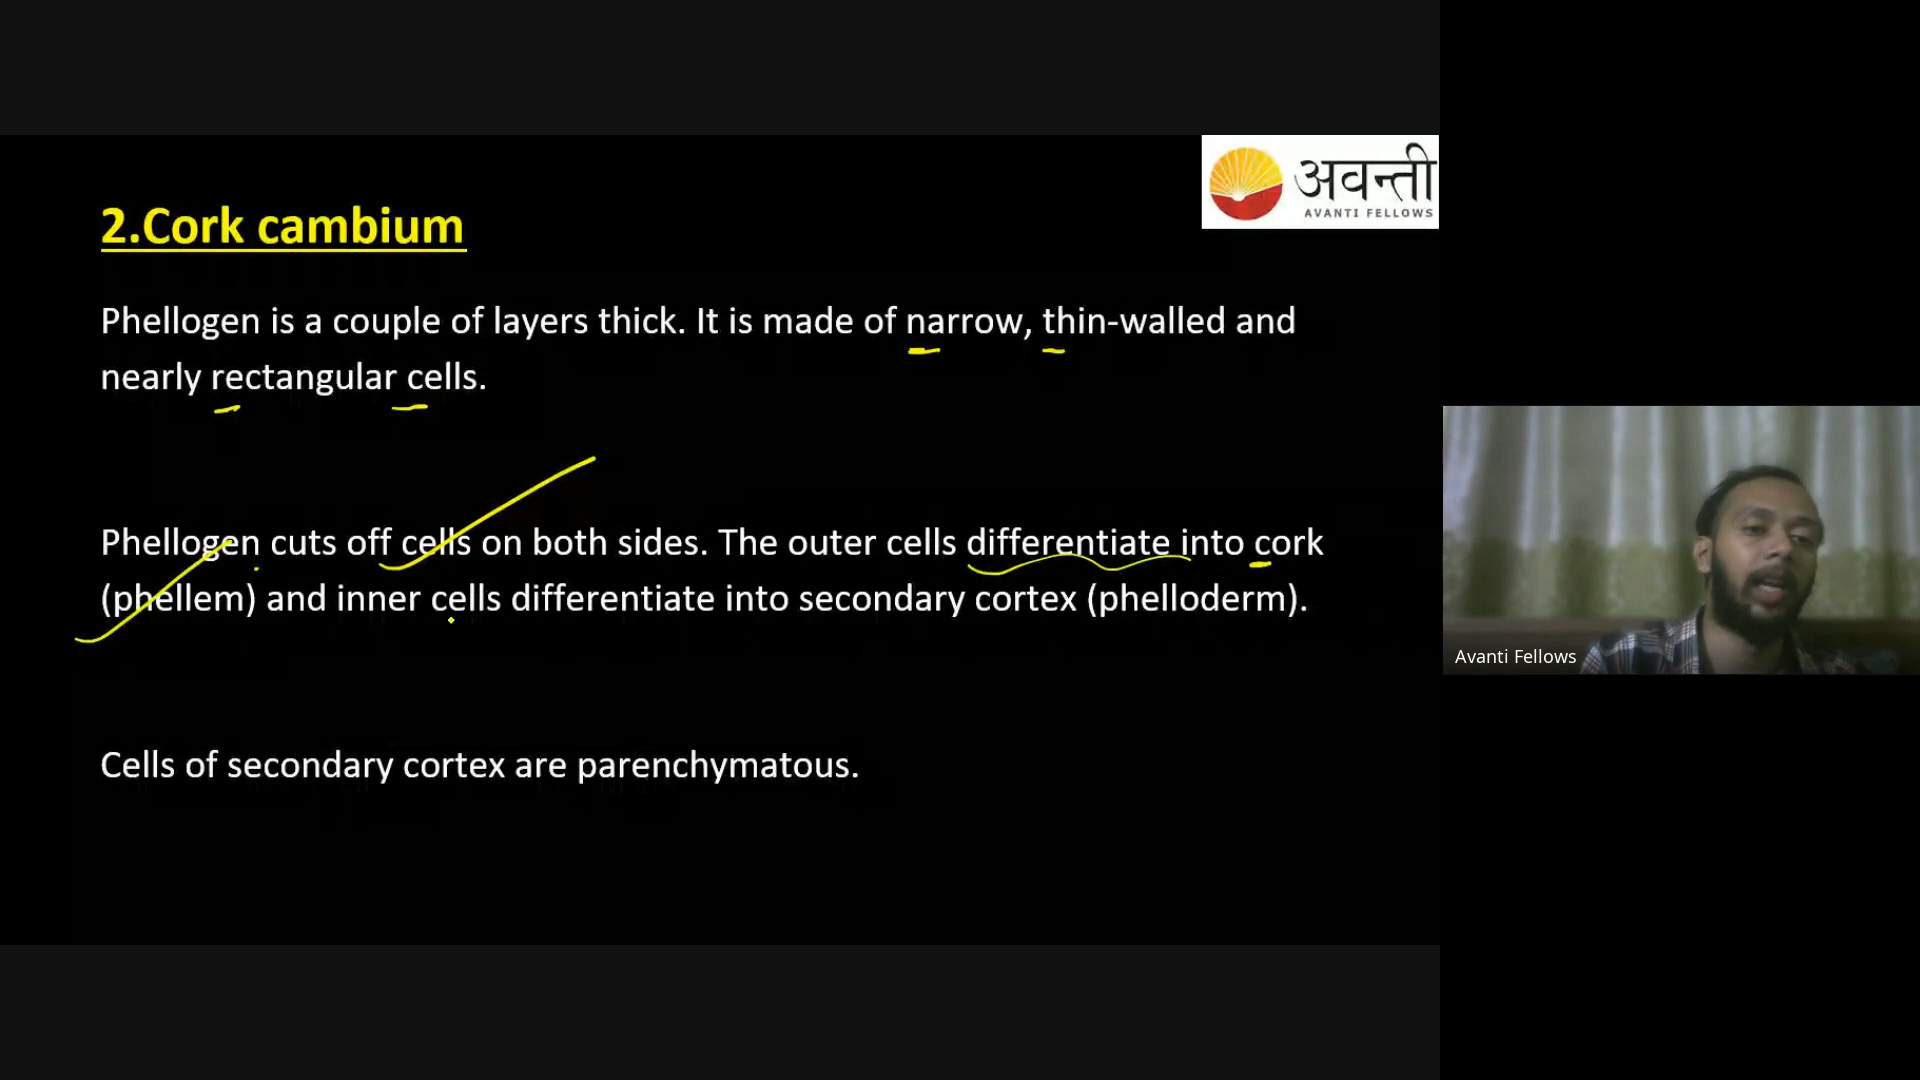 अवन्ती
AVANTI FELLOWS
2.Cork cambium
Phellogen is a couple of layers thick. It is made of narrow, thin-walled and
nearly rectangular cells.
Phellogen cuts off cells on both sides. The outer cells differentiate into cork
(phellem) and inner cells differentiate into secondary cortex (phelloderm).
Cells of secondary cortex are parenchymatous.
Avanti Fellows